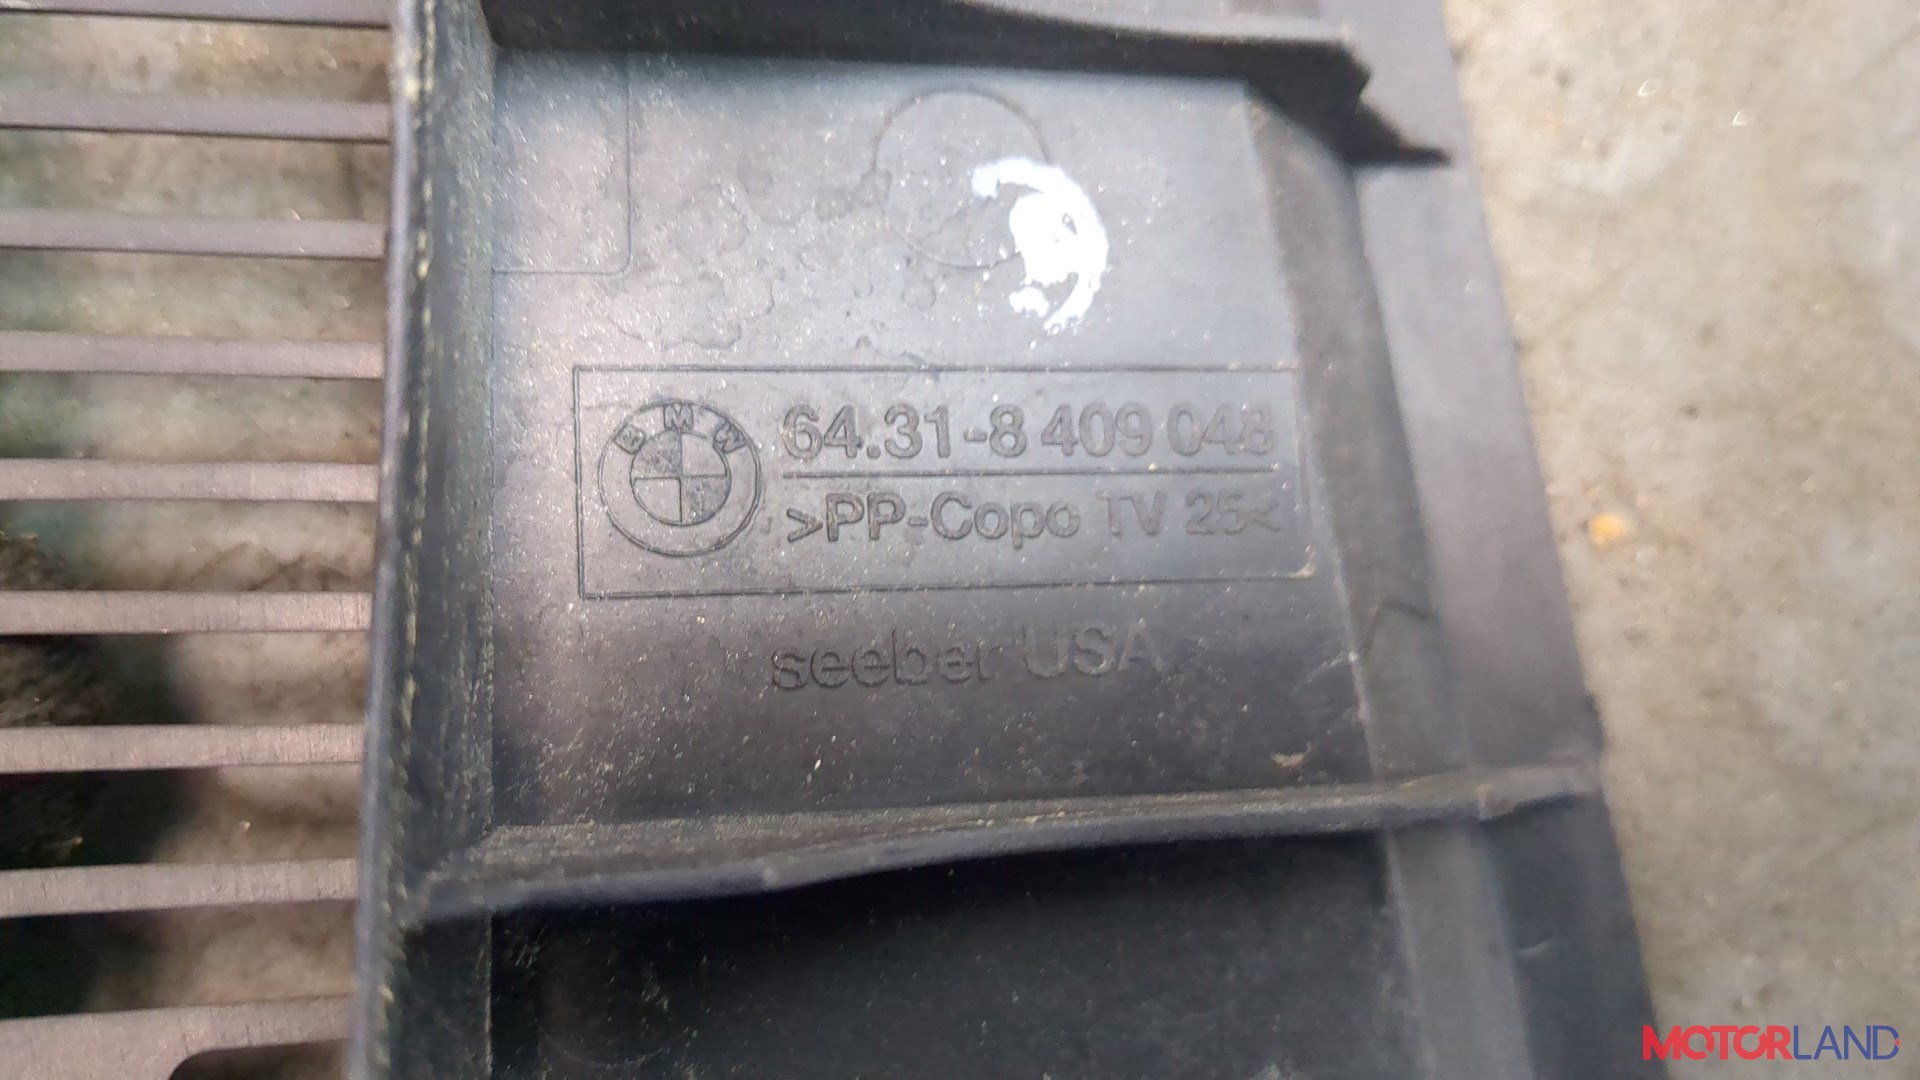 BMW
64.31-8 409 048
>PP-Copo TV 25<
seeber USA
MOTORLAND